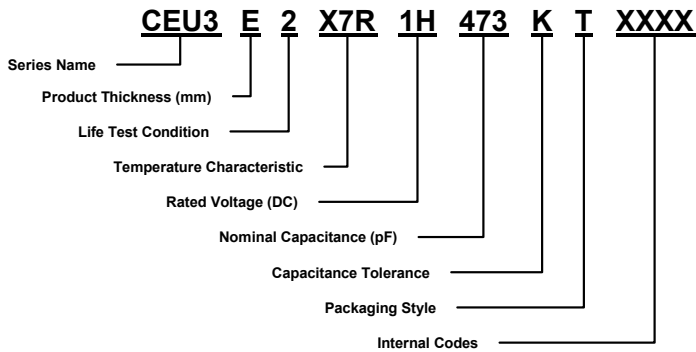 CEU3 E 2 X7R 1H 473 K T XXXX
Series Name
Product Thickness (mm)
Life Test Condition
Temperature Characteristic
Rated Voltage (DC)
Nominal Capacitance (pF)
Capacitance Tolerance
Packaging Style
Internal Codes